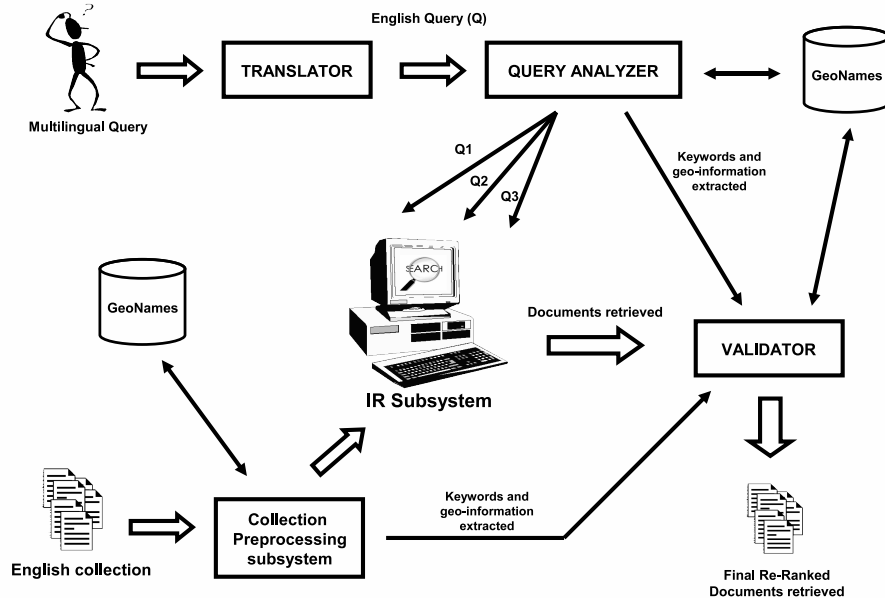 English Query (Q)
TRANSLATOR
QUERY ANALYZER
GeoNames
Multilingual Query
Q1
Q2
Q3
Keywords and
geo-information
extracted
SEARCH
GeoNames
Documents retrieved
VALIDATOR
IR Subsystem
Collection
Preprocessing
subsystem
Keywords and
geo-information
extracted
English collection
Final Re-Ranked
Documents retrieved